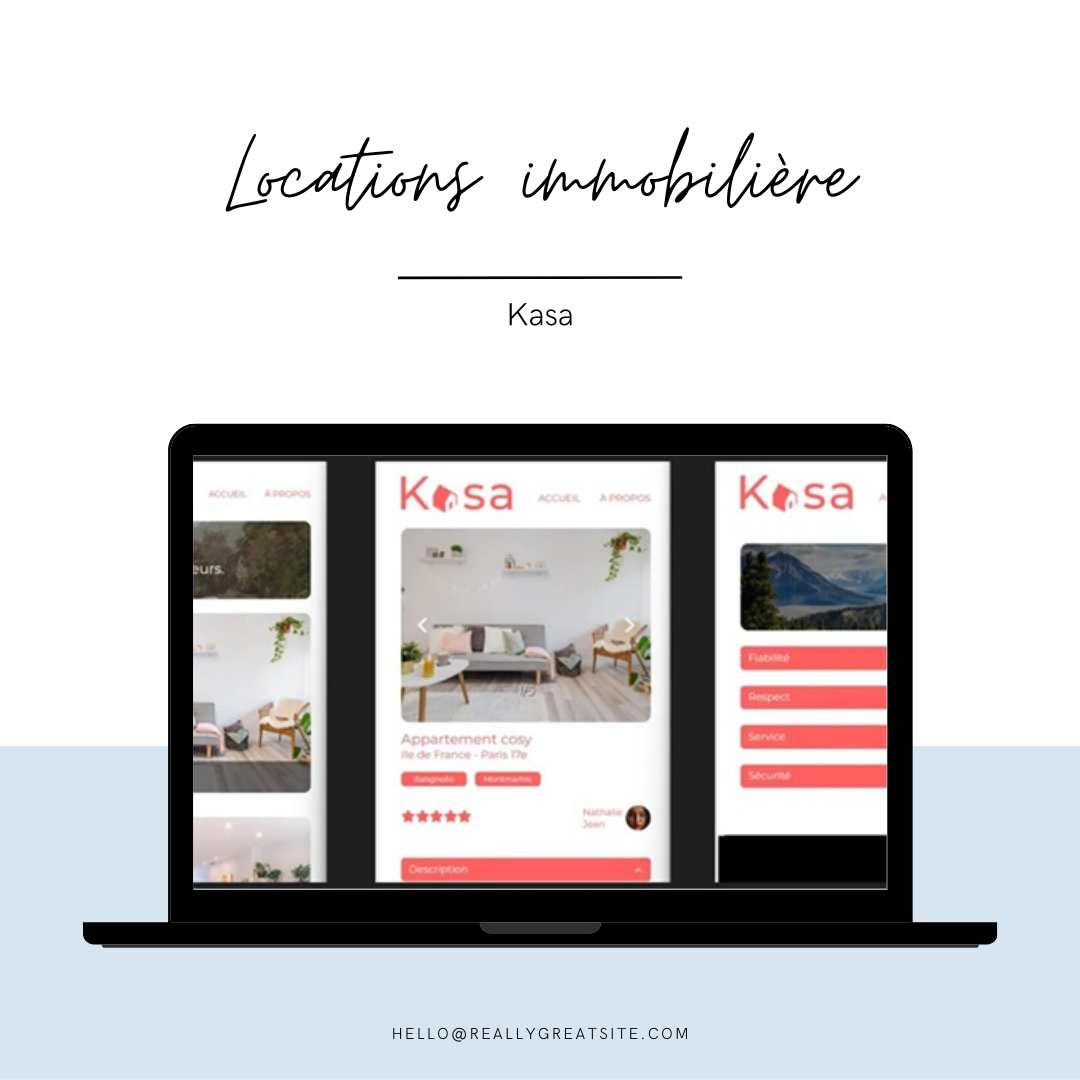 Locations immobilière
Kasa
ACCUEIL À PROPOS
eurs.
Kasa ACCUEIL À PROPOS
1/5
Appartement cosy
Ile de France - Paris 17e
Batignolle Montmartre
Nathalie
Jean
Description
Kasa A
Fiabilité
Respect
Service
Sécurité
HELLO@REALLYGREATSITE.COM